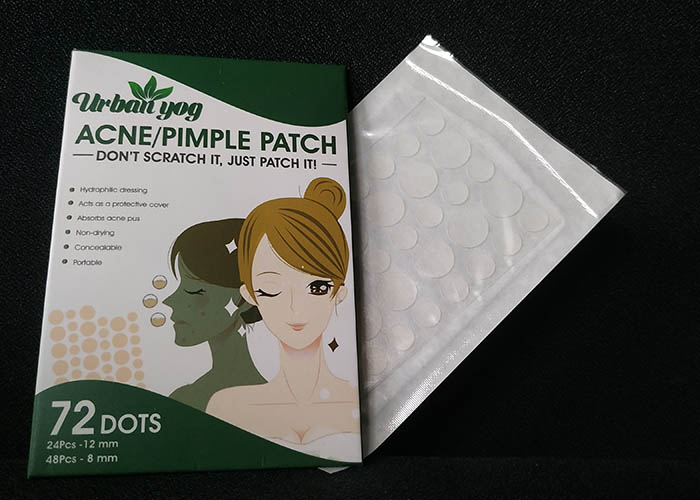 Urban yog
ACNE/PIMPLE PATCH
DON'T SCRATCH IT, JUST PATCH IT!
Hydrophilic dressing
Acts as a protective cover
Absorbs acne pus
Non-drying
Concealable
Portable
72 DOTS
24Pcs -12 mm
48Pcs - 8 mm